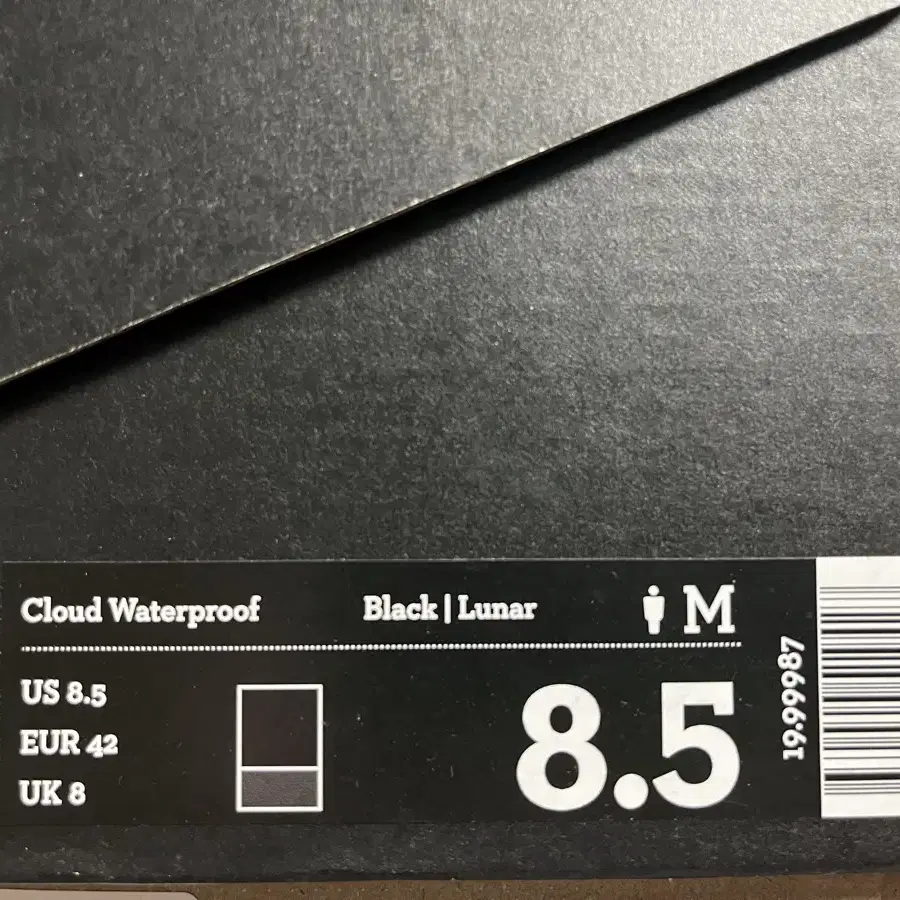 Cloud Waterproof Black | Lunar M
US 8.5
EUR 42
UK 8
8.5
19.99987